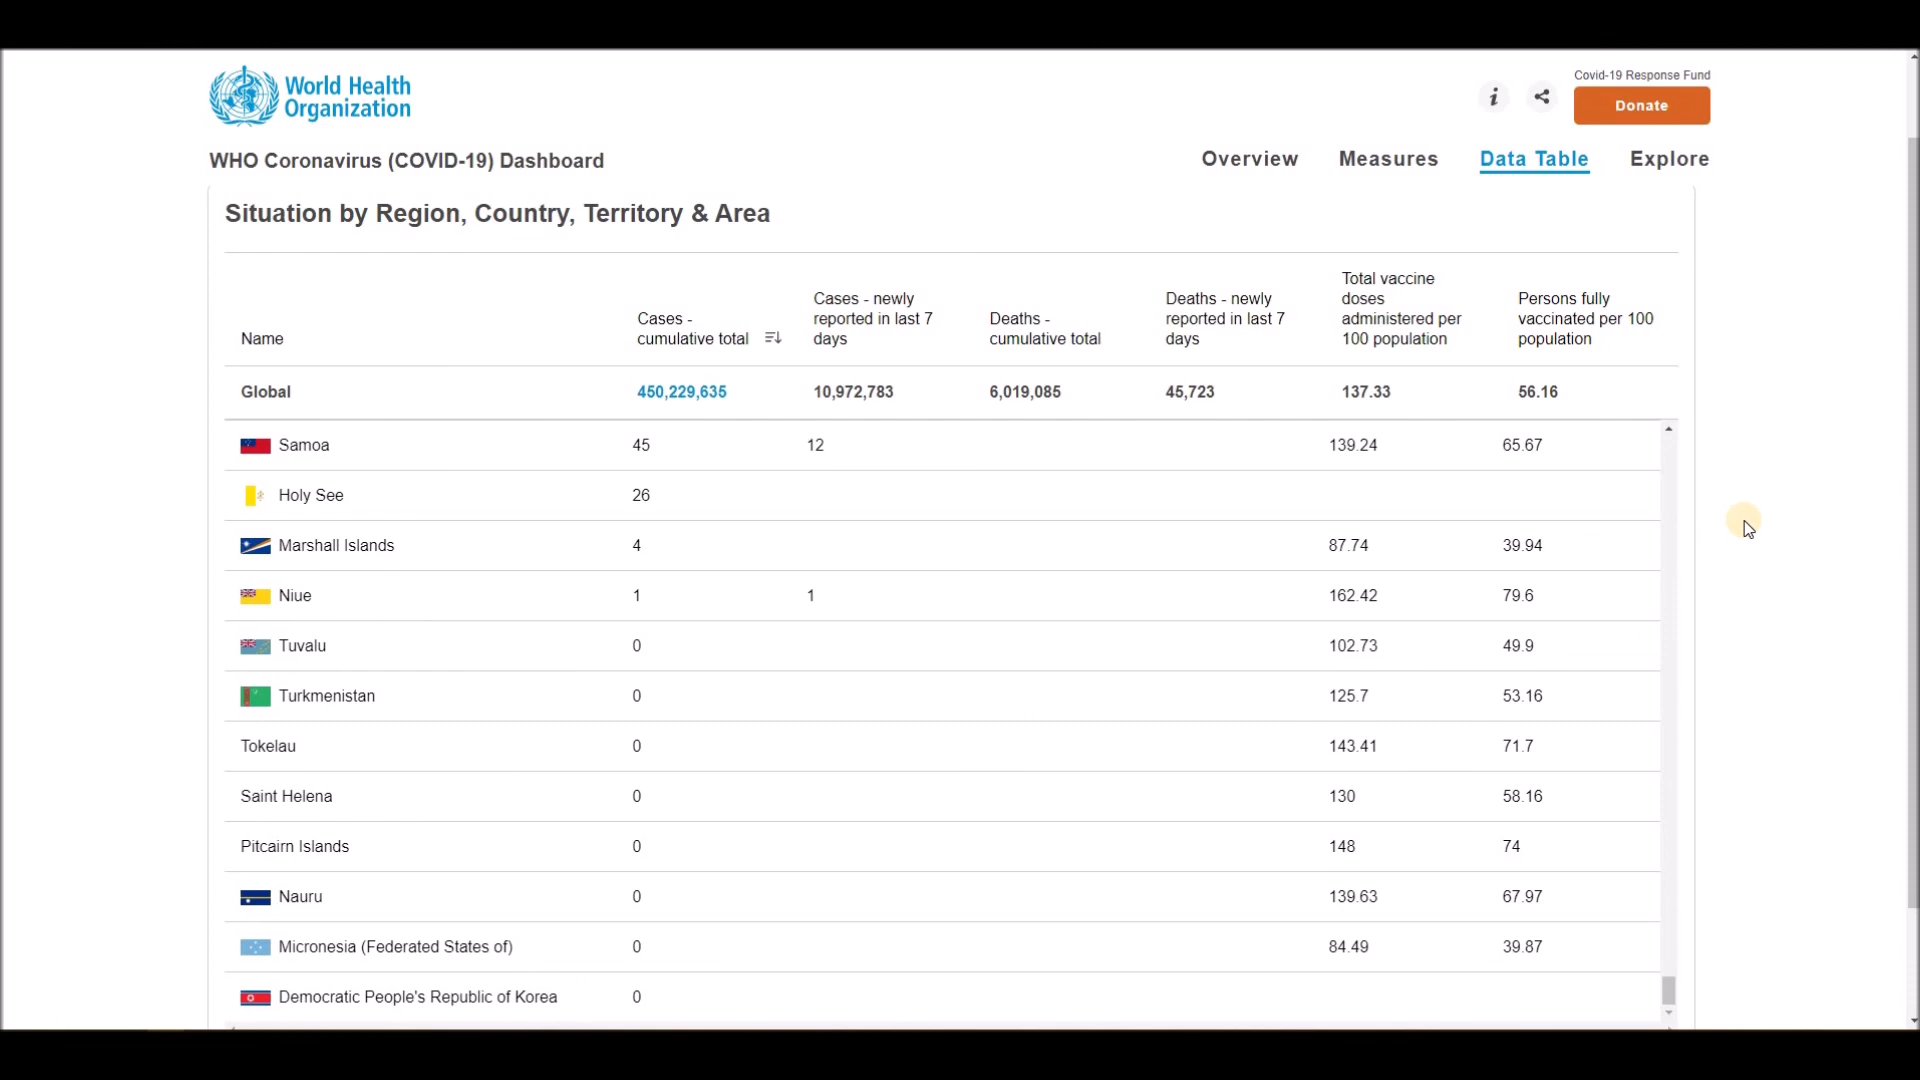 World Health
Organization
Covid-19 Response Fund
Donate
WHO Coronavirus (COVID-19) Dashboard
Overview Measures Data Table Explore
Situation by Region, Country, Territory & Area
Name
Cases -
cumulative total
Cases - newly
reported in last 7
days
Deaths -
cumulative total
Deaths - newly
reported in last 7
days
Total vaccine
doses
administered per
100 population
Persons fully
vaccinated per 100
population
Global 450,229,635 10,972,783 6,019,085 45,723 137.33 56.16
Samoa 45 12 139.24 65.67
Holy See 26
Marshall Islands 4 87.74 39.94
Niue 1 1 162.42 79.6
Tuvalu 0 102.73 49.9
Turkmenistan 0 125.7 53.16
Tokelau 0 143.41 71.7
Saint Helena 0 130 58.16
Pitcairn Islands 0 148 74
Nauru 0 139.63 67.97
Micronesia (Federated States of) 0 84.49 39.87
Democratic People's Republic of Korea 0